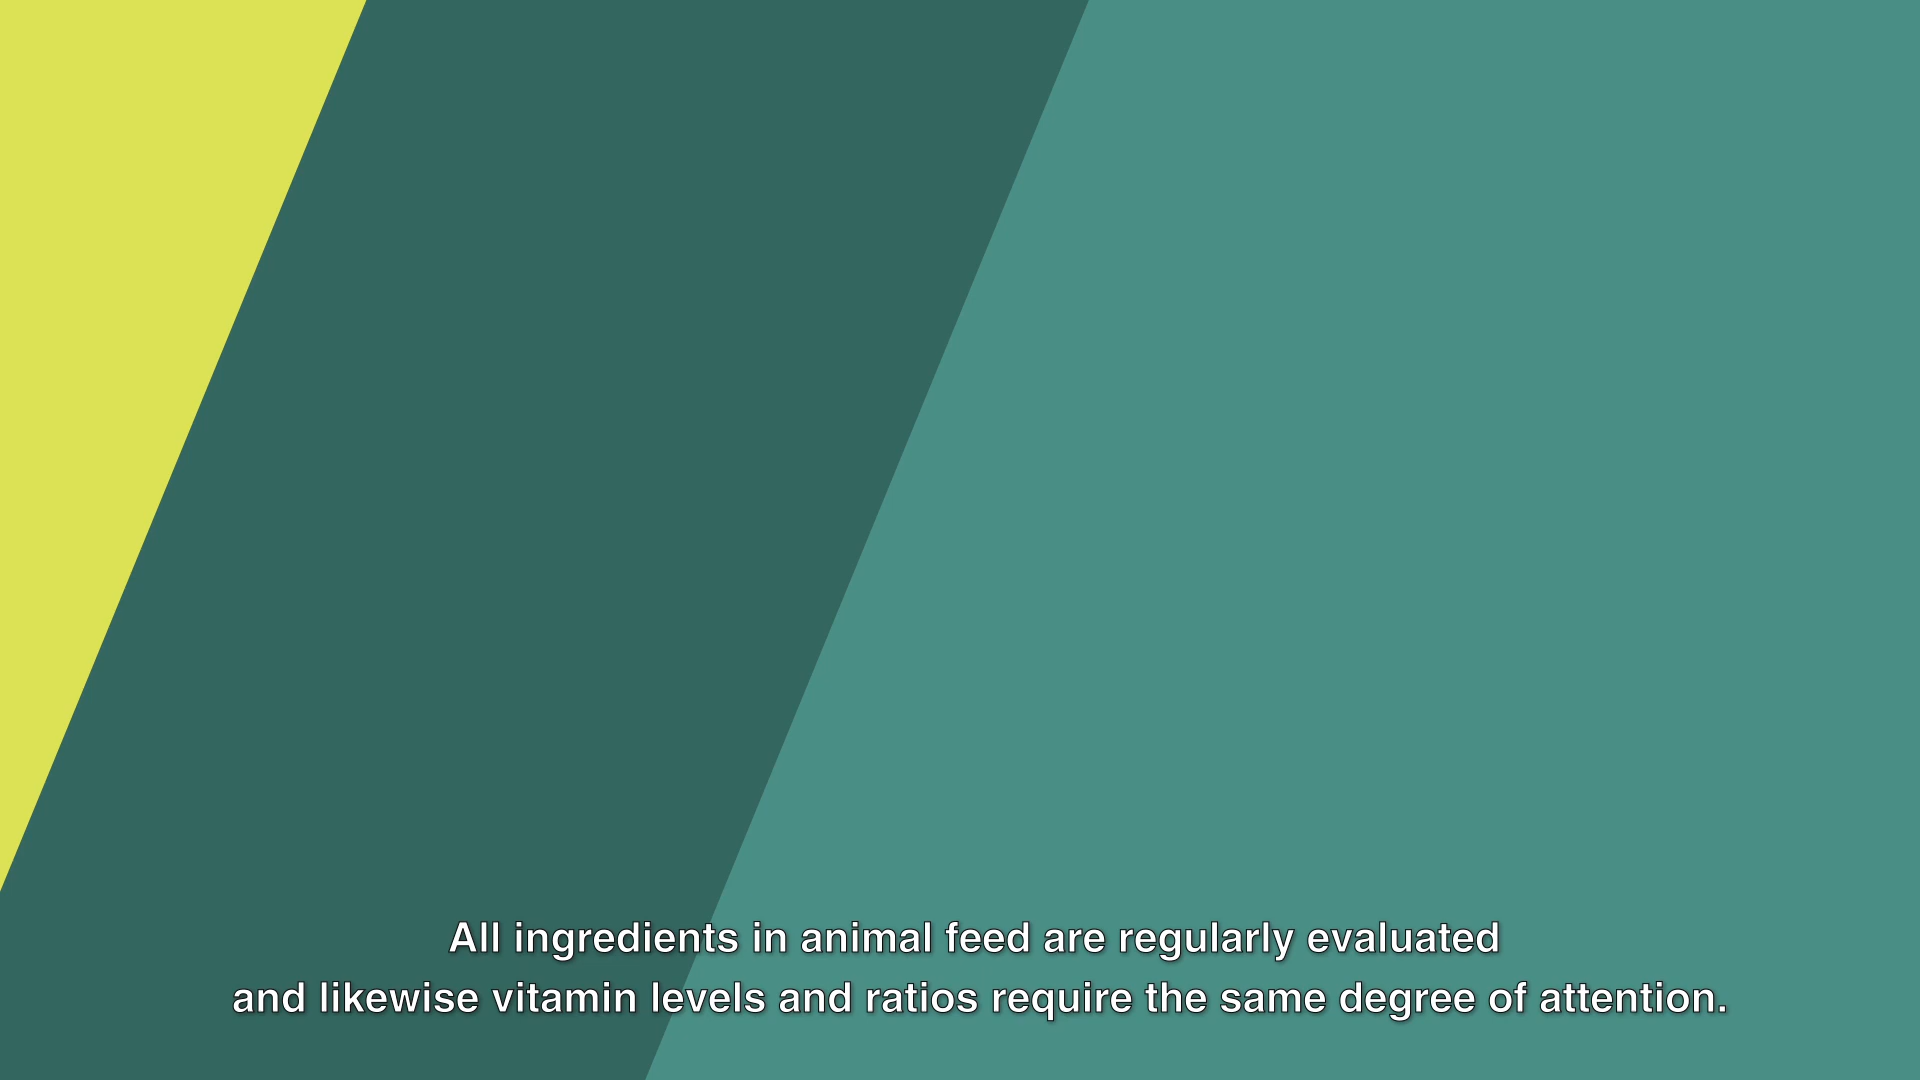 All ingredients in animal feed are regularly evaluated
and likewise vitamin levels and ratios require the same degree of attention.